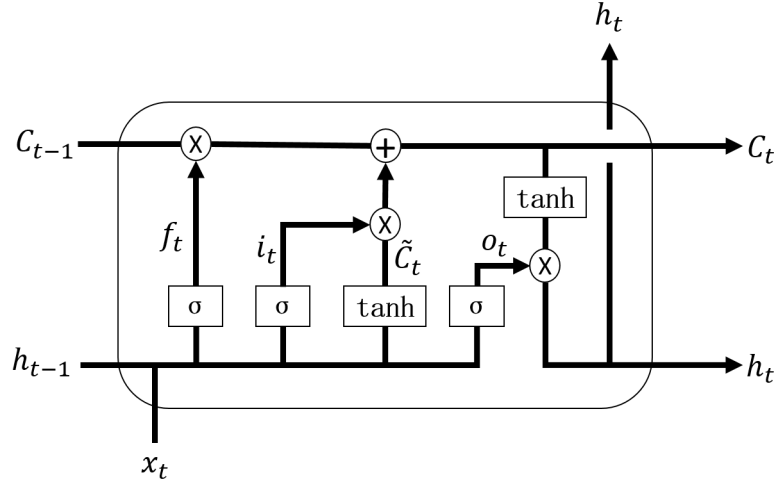 h_t
C_{t-1} × + C_t
tanh
f_t i_t × C̃_t o_t ×
σ σ tanh σ
h_{t-1} h_t
x_t